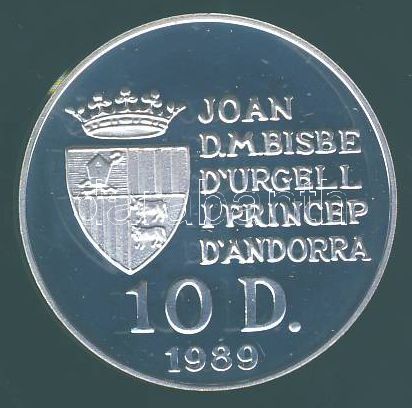 JOAN
D.M.BISBE
D'URGELL
I PRINCEP
D'ANDORRA
10 D.
1989